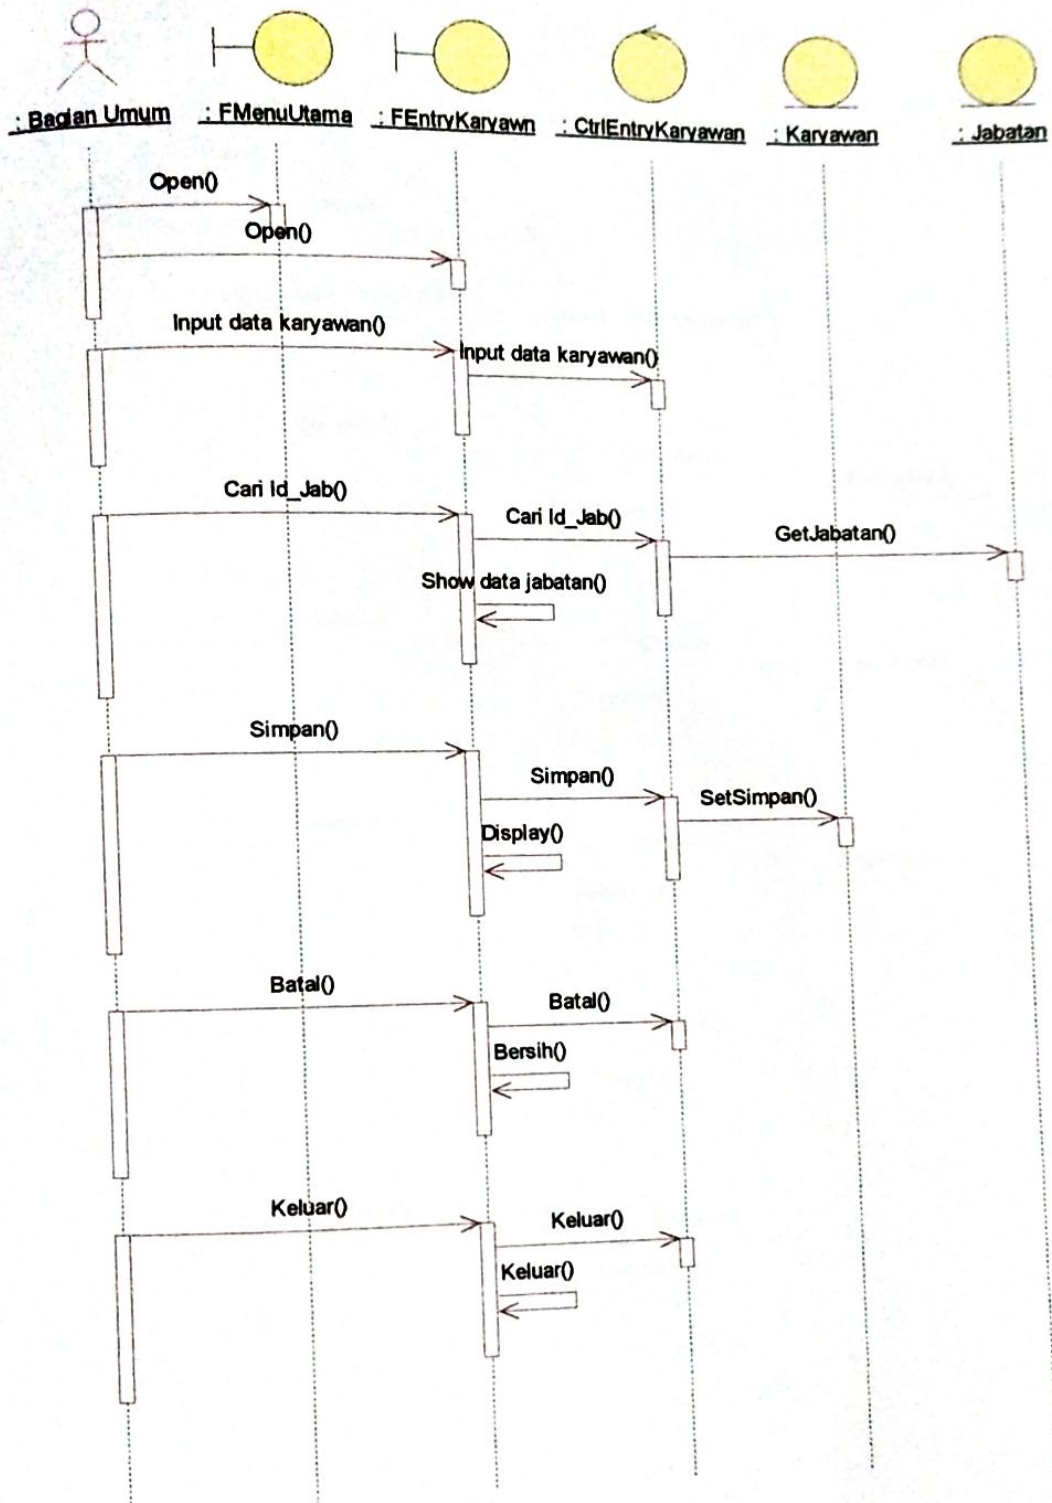 : Bagian Umum
: FMenuUtama
: FEntryKaryawn
: CtrlEntryKaryawan
: Karyawan
: Jabatan
Open()
Open()
Input data karyawan()
Input data karyawan()
Cari Id_Jab()
Cari Id_Jab()
GetJabatan()
Show data jabatan()
Simpan()
Simpan()
SetSimpan()
Display()
Batal()
Batal()
Bersih()
Keluar()
Keluar()
Keluar()